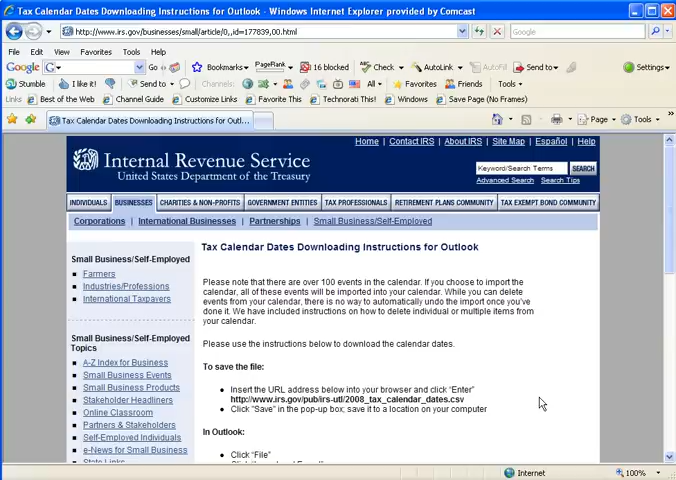 Tax Calendar Dates Downloading Instructions for Outlook - Windows Internet Explorer provided by Comcast
http://www.irs.gov/businesses/small/article/0,,id=177839,00.html
Google
File Edit View Favorites Tools Help
Google Go Bookmarks PageRank 16 blocked Check AutoLink AutoFill Send to Settings
Stumble I like it! Send to Channels: All Favorites Friends Tools
Links Best of the Web Channel Guide Customize Links Favorite This Technorati This! Windows Save Page (No Frames)
Tax Calendar Dates Downloading Instructions for Outl... Page Tools
Home | Contact IRS | About IRS | Site Map | Español | Help
Internal Revenue Service
United States Department of the Treasury
Keyword/Search Terms SEARCH
Advanced Search Search Tips
INDIVIDUALS BUSINESSES CHARITIES & NON-PROFITS GOVERNMENT ENTITIES TAX PROFESSIONALS RETIREMENT PLANS COMMUNITY TAX EXEMPT BOND COMMUNITY
Corporations | International Businesses | Partnerships | Small Business/Self-Employed
Small Business/Self-Employed
Farmers
Industries/Professions
International Taxpayers
Small Business/Self-Employed
Topics
A-Z Index for Business
Small Business Events
Small Business Products
Stakeholder Headliners
Online Classroom
Partners & Stakeholders
Self-Employed Individuals
e-News for Small Business
State Links
Tax Calendar Dates Downloading Instructions for Outlook
Please note that there are over 100 events in the calendar. If you choose to import the
calendar, all of these events will be imported into your calendar. While you can delete
events from your calendar, there is no way to automatically undo the import once you've
done it. We have included instructions on how to delete individual or multiple items from
your calendar.
Please use the instructions below to download the calendar dates.
To save the file:
Insert the URL address below into your browser and click "Enter"
http://www.irs.gov/pub/irs-utl/2008_tax_calendar_dates.csv
Click "Save" in the pop-up box; save it to a location on your computer
In Outlook:
Click "File"
Internet 100%